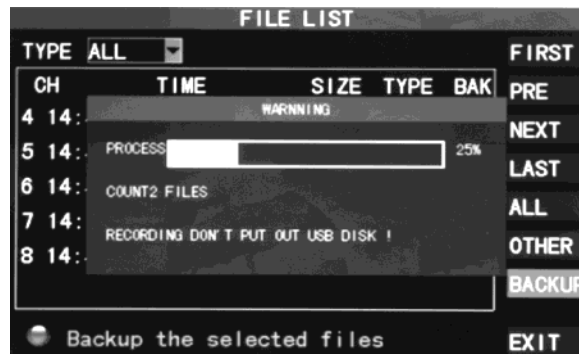 FILE LIST
TYPE ALL
FIRST
CH TIME SIZE TYPE BAK
PRE
WARNNING
4 14:
NEXT
PROCESS 25%
5 14:
LAST
6 14:
COUNT2 FILES
ALL
7 14:
RECORDING DON'T PUT OUT USB DISK !
OTHER
8 14:
BACKUP
Backup the selected files
EXIT